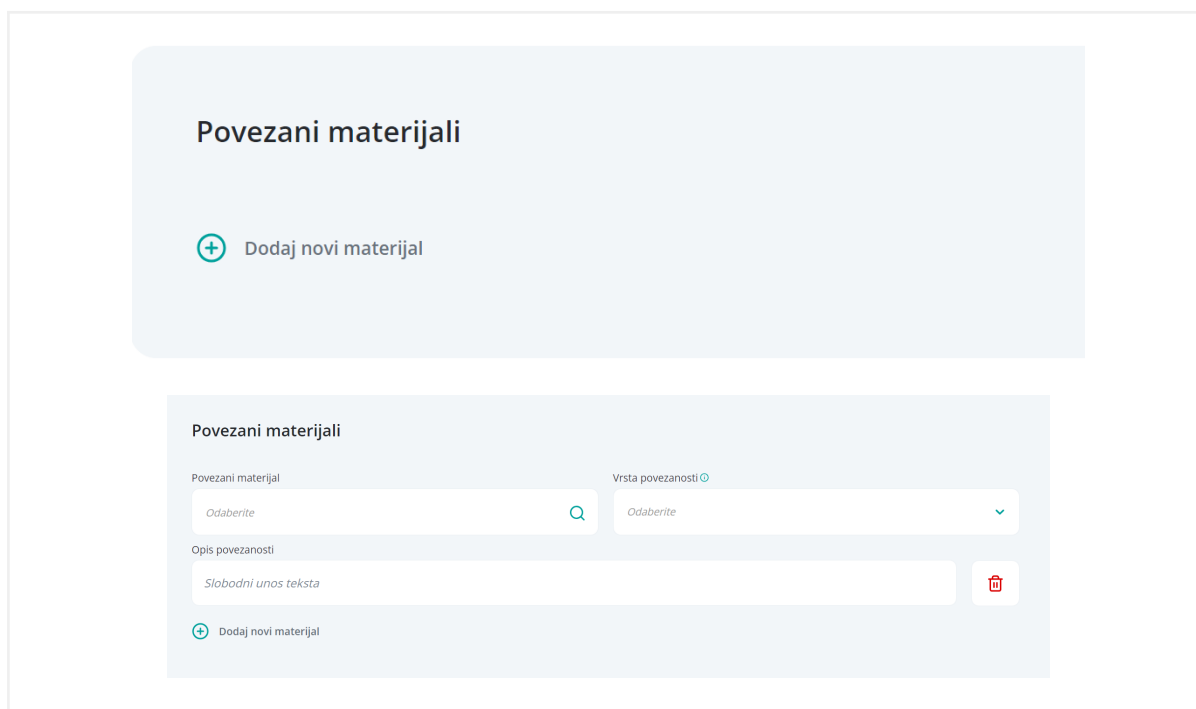 Povezani materijali
Dodaj novi materijal
Povezani materijali
Povezani materijal
Vrsta povezanosti
Odaberite
Odaberite
Opis povezanosti
Slobodni unos teksta
Dodaj novi materijal